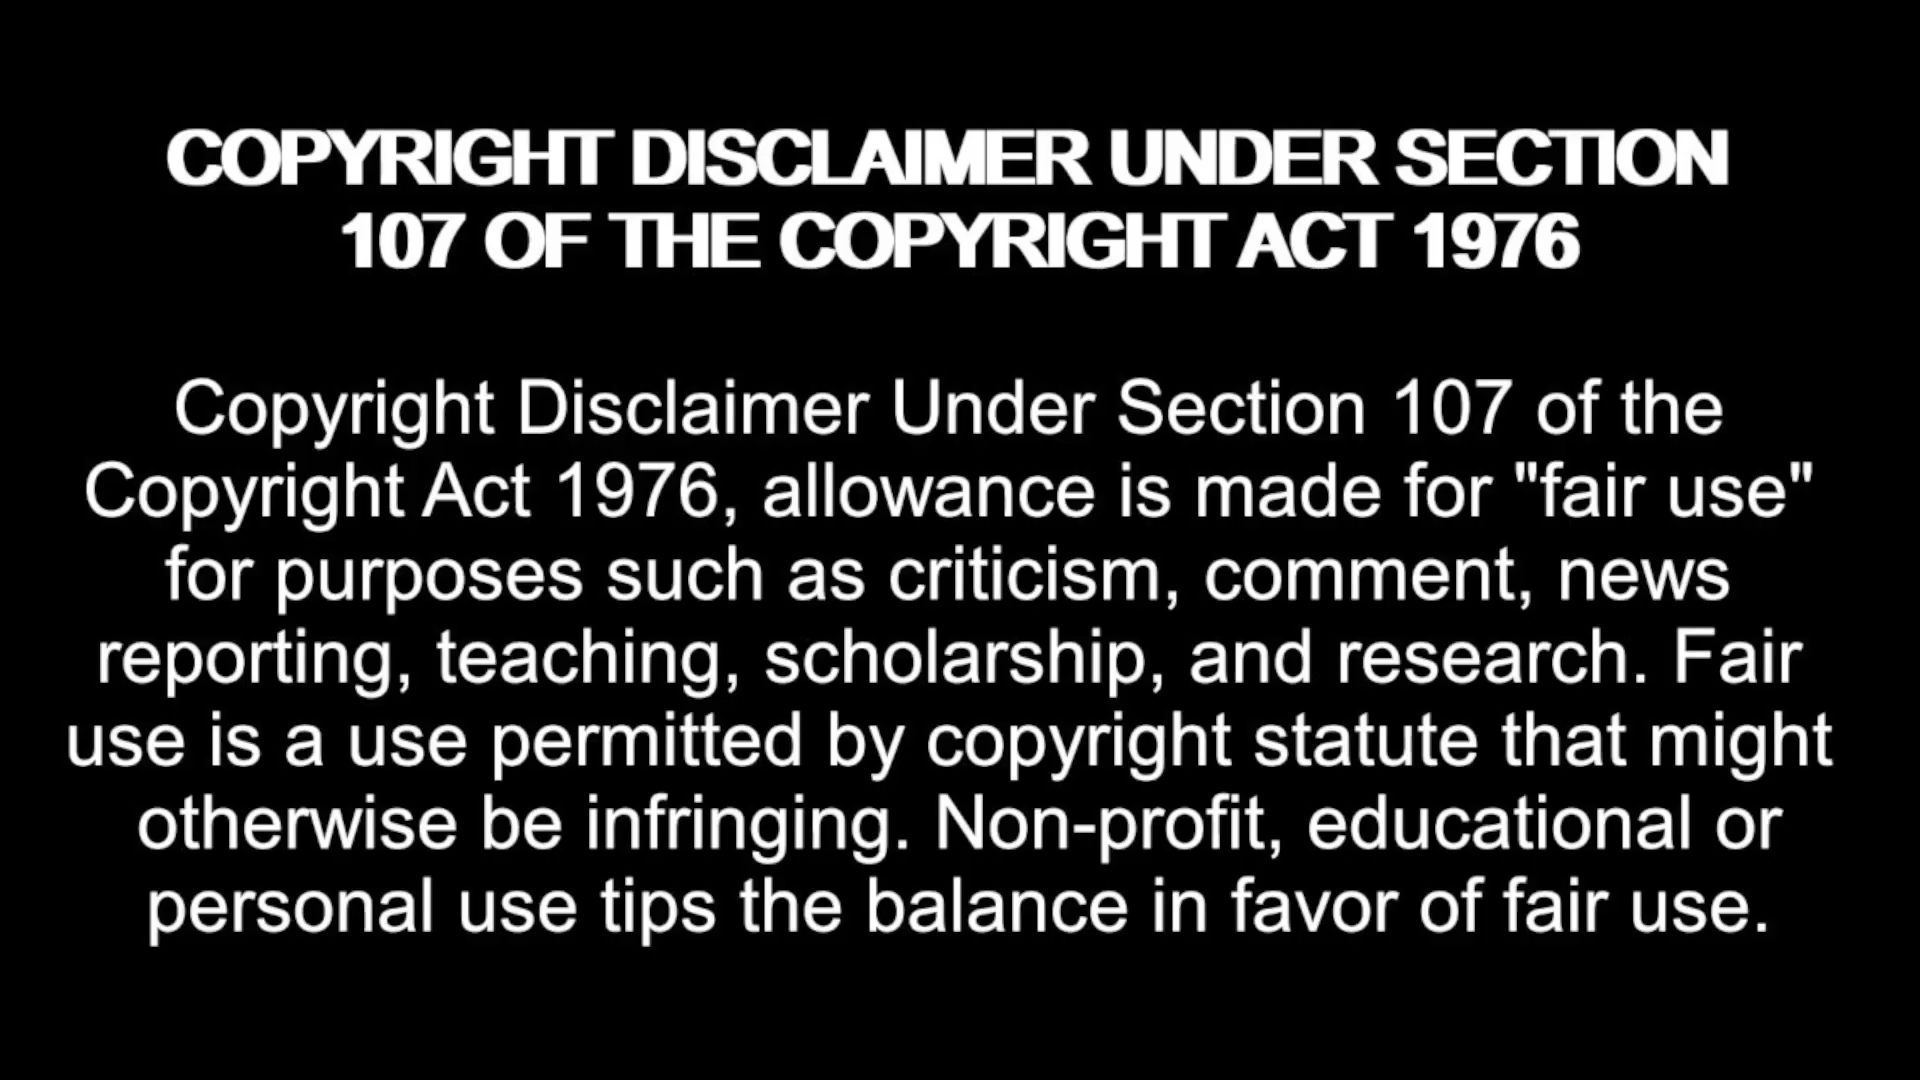 COPYRIGHT DISCLAIMER UNDER SECTION
107 OF THE COPYRIGHT ACT 1976
Copyright Disclaimer Under Section 107 of the
Copyright Act 1976, allowance is made for "fair use"
for purposes such as criticism, comment, news
reporting, teaching, scholarship, and research. Fair
use is a use permitted by copyright statute that might
otherwise be infringing. Non-profit, educational or
personal use tips the balance in favor of fair use.